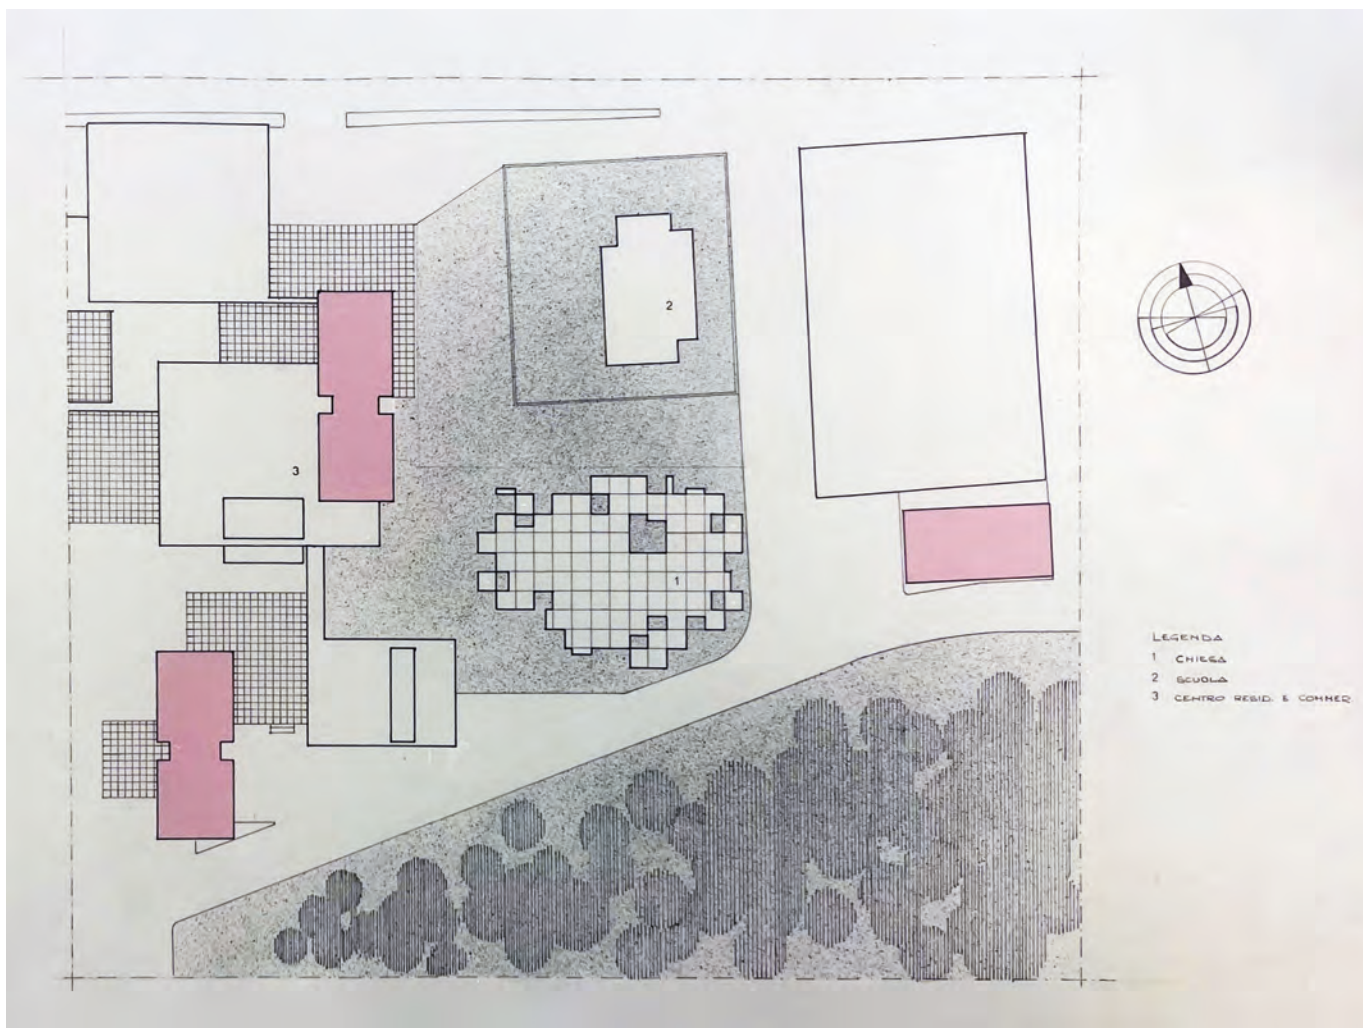 2
3
1
LEGENDA
1 CHIESA
2 SCUOLA
3 CENTRO RESID. E COMMER